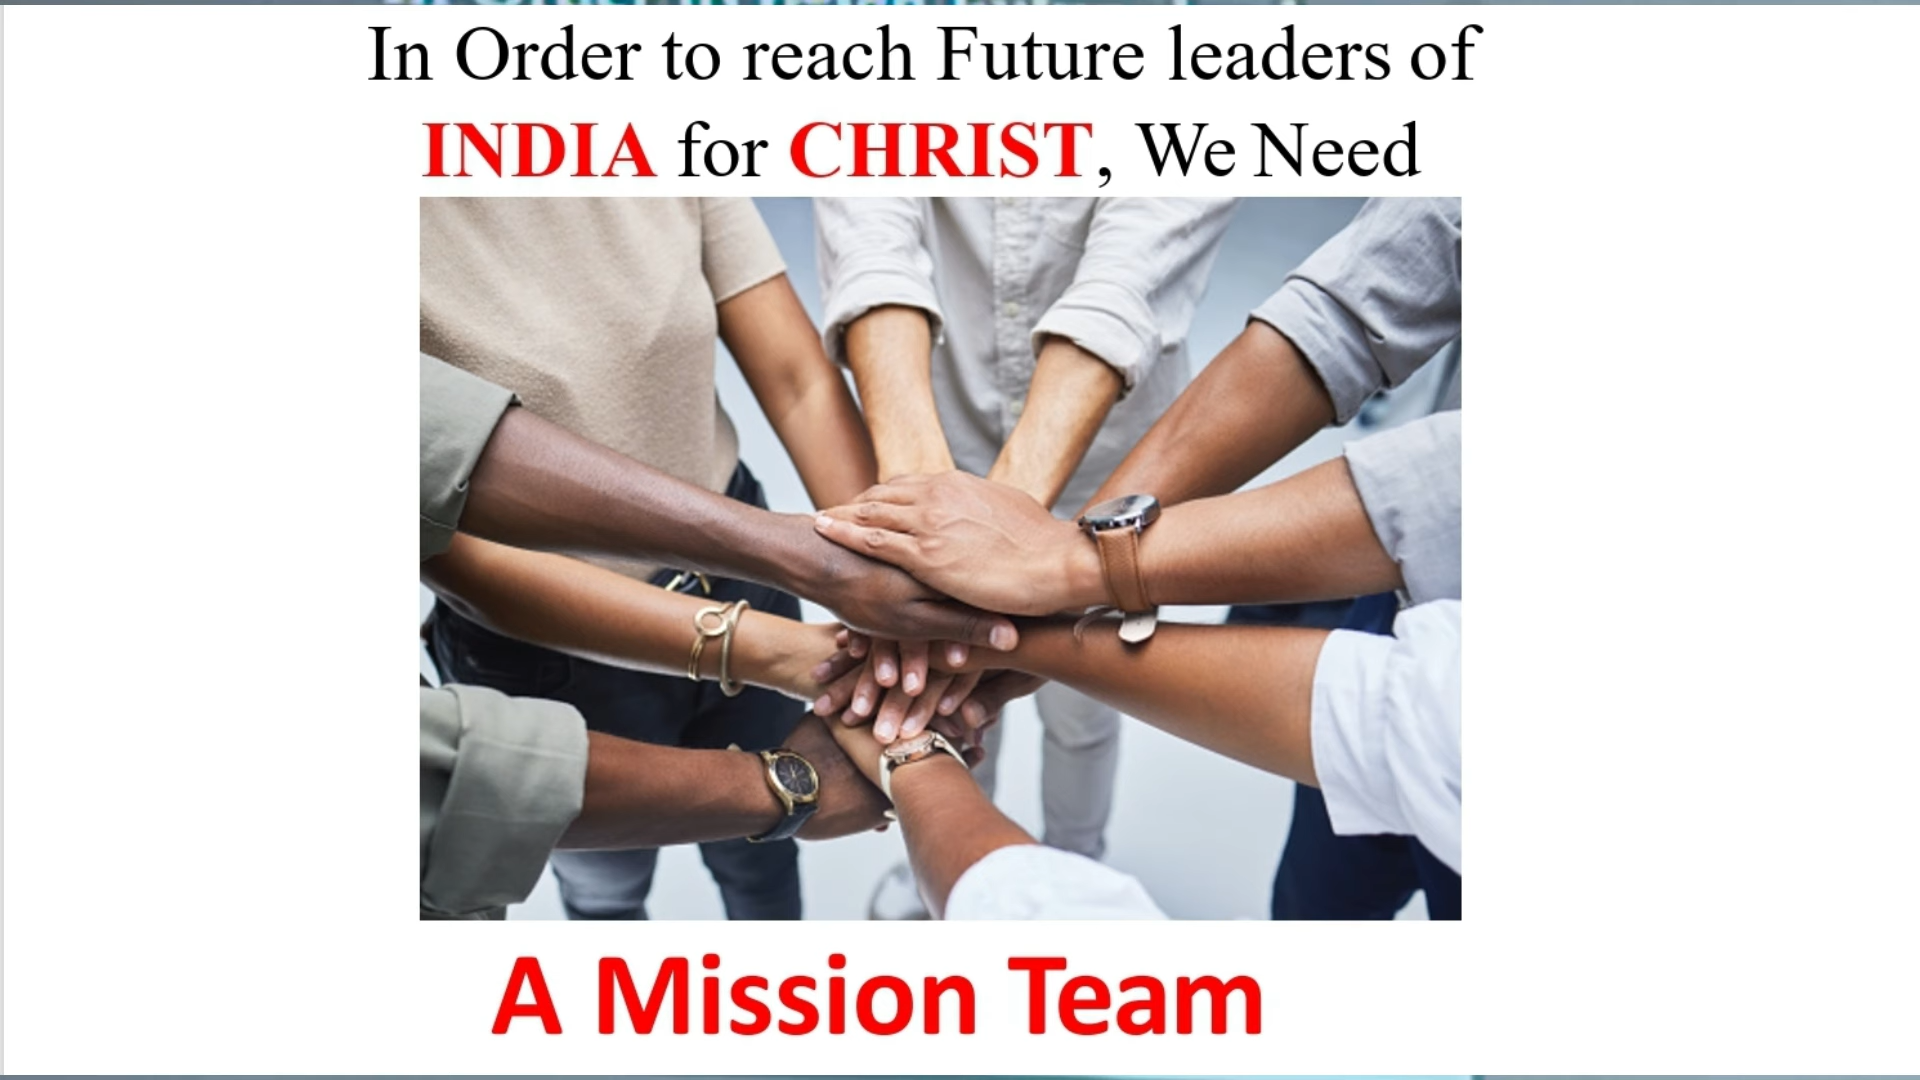 In Order to reach Future leaders of
INDIA for CHRIST, We Need
A Mission Team